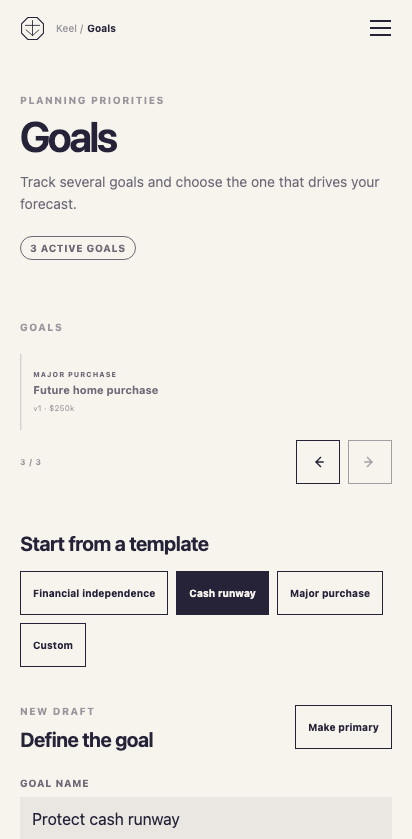 Keel / Goals
PLANNING PRIORITIES
Goals
Track several goals and choose the one that drives your
forecast.
3 ACTIVE GOALS
GOALS
MAJOR PURCHASE
Future home purchase
v1 · $250k
3 / 3
Start from a template
Financial independence
Cash runway
Major purchase
Custom
NEW DRAFT
Define the goal
Make primary
GOAL NAME
Protect cash runway